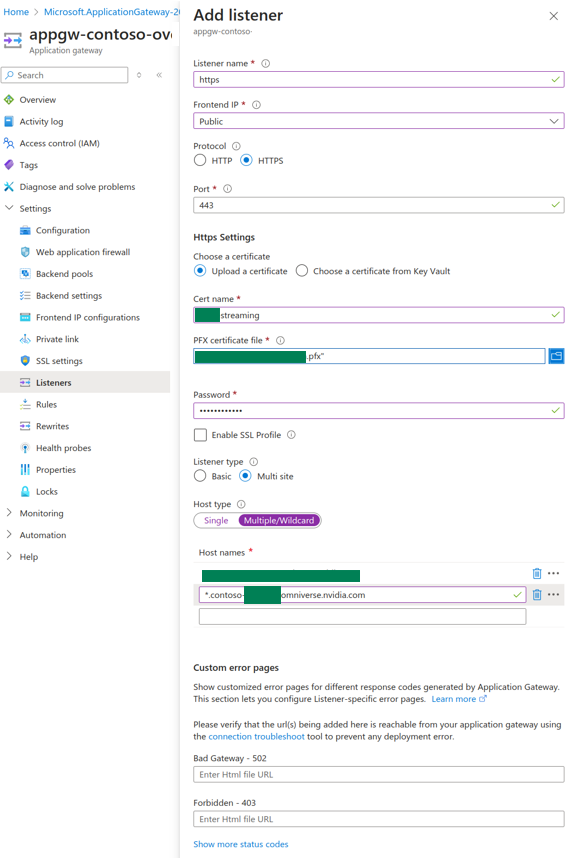 Home > Microsoft.ApplicationGateway-20
appgw-contoso-ove
Application gateway
Search
Overview
Activity log
Access control (IAM)
Tags
Diagnose and solve problems
Settings
Configuration
Web application firewall
Backend pools
Backend settings
Frontend IP configurations
Private link
SSL settings
Listeners
Rules
Rewrites
Health probes
Properties
Locks
Monitoring
Automation
Help
Add listener
appgw-contoso-
Listener name *
https
Frontend IP *
Public
Protocol
HTTP HTTPS
Port *
443
Https Settings
Choose a certificate
Upload a certificate Choose a certificate from Key Vault
Cert name *
streaming
PFX certificate file *
.pfx"
Password *
••••••••••••
Enable SSL Profile
Listener type
Basic Multi site
Host type
Single Multiple/Wildcard
Host names *
*.contoso- omniverse.nvidia.com
Custom error pages
Show customized error pages for different response codes generated by Application Gateway.
This section lets you configure Listener-specific error pages. Learn more
Please verify that the url(s) being added here is reachable from your application gateway using
the connection troubleshoot tool to prevent any deployment error.
Bad Gateway - 502
Enter Html file URL
Forbidden - 403
Enter Html file URL
Show more status codes